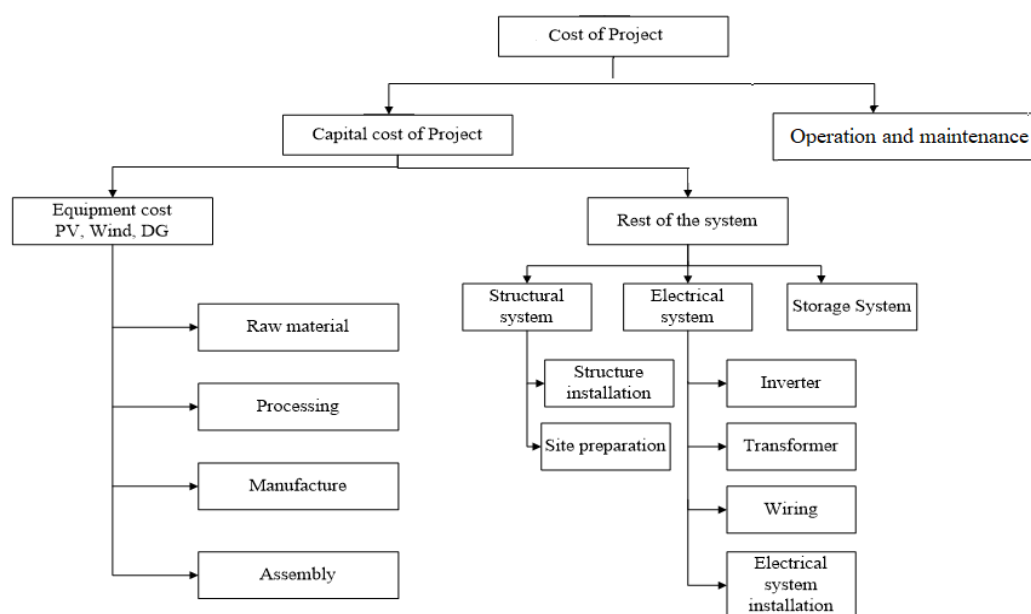 Cost of Project
Capital cost of Project
Operation and maintenance
Equipment cost
PV, Wind, DG
Rest of the system
Structural
system
Electrical
system
Storage System
Raw material
Processing
Manufacture
Assembly
Structure
installation
Site preparation
Inverter
Transformer
Wiring
Electrical
system
installation